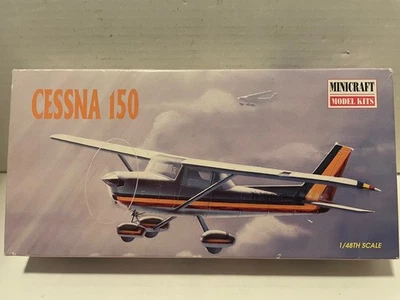 CESSNA 150
MINICRAFT
MODEL KITS
1/48TH SCALE